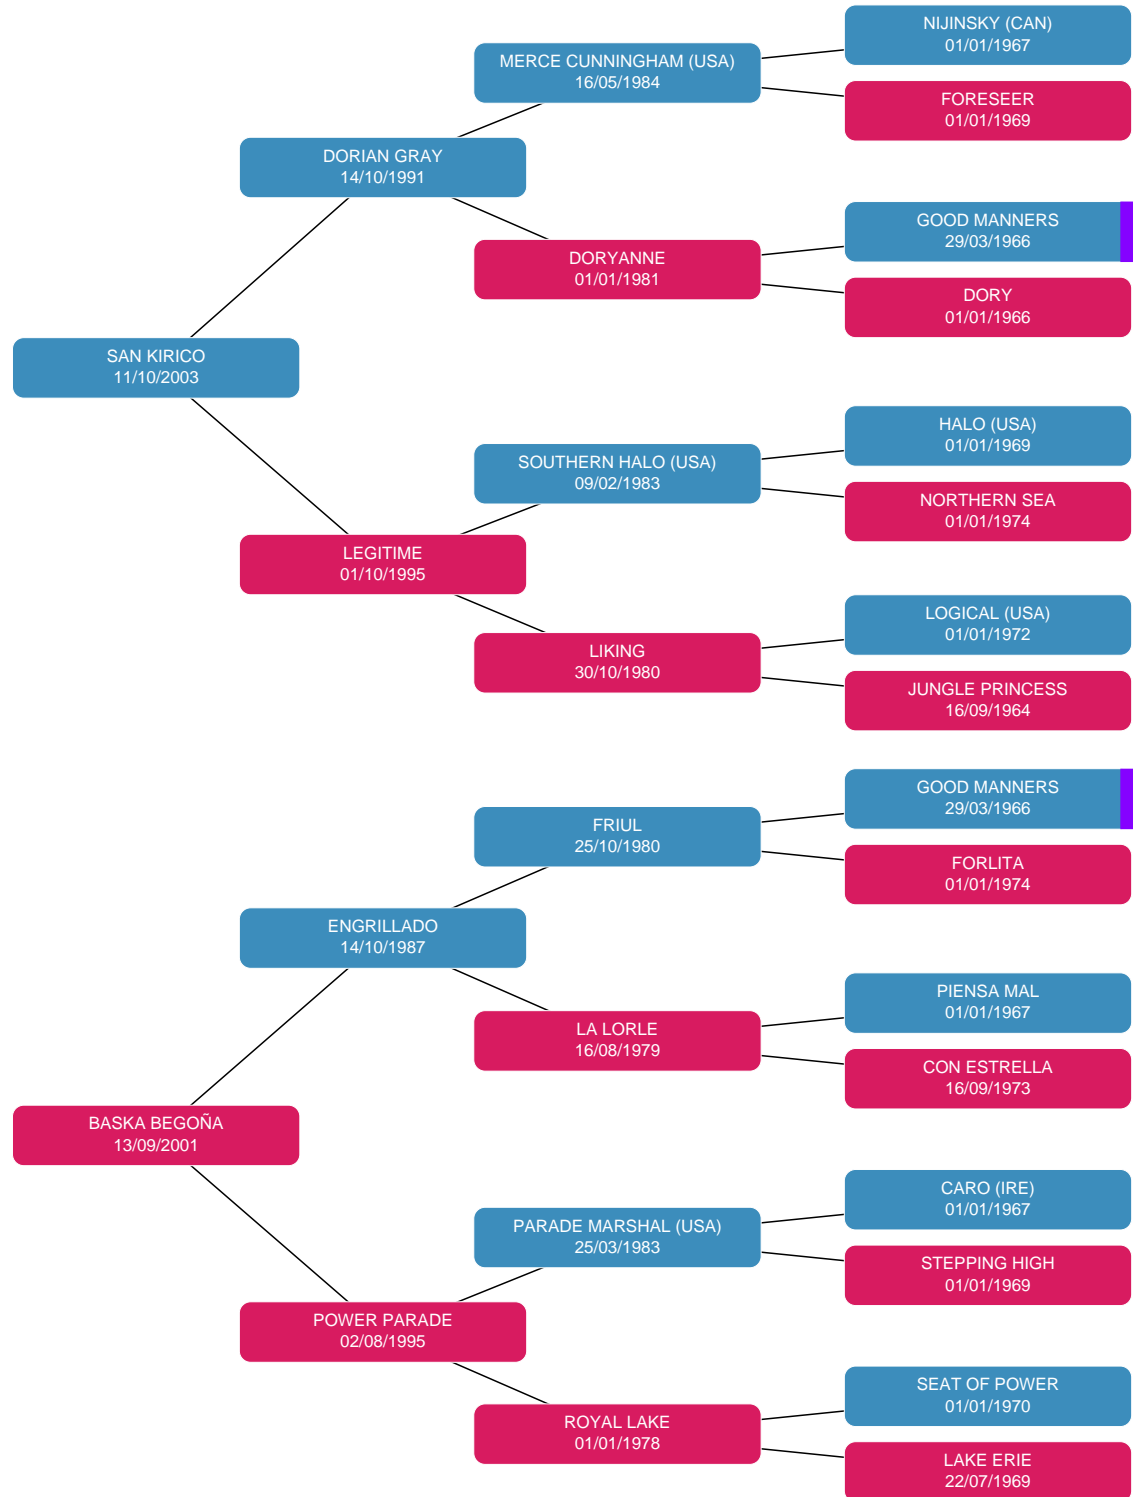 NIJINSKY (CAN)
01/01/1967
MERCE CUNNINGHAM (USA)
16/05/1984
FORESEER
01/01/1969
DORIAN GRAY
14/10/1991
GOOD MANNERS
29/03/1966
DORYANNE
01/01/1981
DORY
01/01/1966
SAN KIRICO
11/10/2003
HALO (USA)
01/01/1969
SOUTHERN HALO (USA)
09/02/1983
NORTHERN SEA
01/01/1974
LEGITIME
01/10/1995
LOGICAL (USA)
01/01/1972
LIKING
30/10/1980
JUNGLE PRINCESS
16/09/1964
GOOD MANNERS
29/03/1966
FRIUL
25/10/1980
FORLITA
01/01/1974
ENGRILLADO
14/10/1987
PIENSA MAL
01/01/1967
LA LORLE
16/08/1979
CON ESTRELLA
16/09/1973
BASKA BEGOÑA
13/09/2001
CARO (IRE)
01/01/1967
PARADE MARSHAL (USA)
25/03/1983
STEPPING HIGH
01/01/1969
POWER PARADE
02/08/1995
SEAT OF POWER
01/01/1970
ROYAL LAKE
01/01/1978
LAKE ERIE
22/07/1969